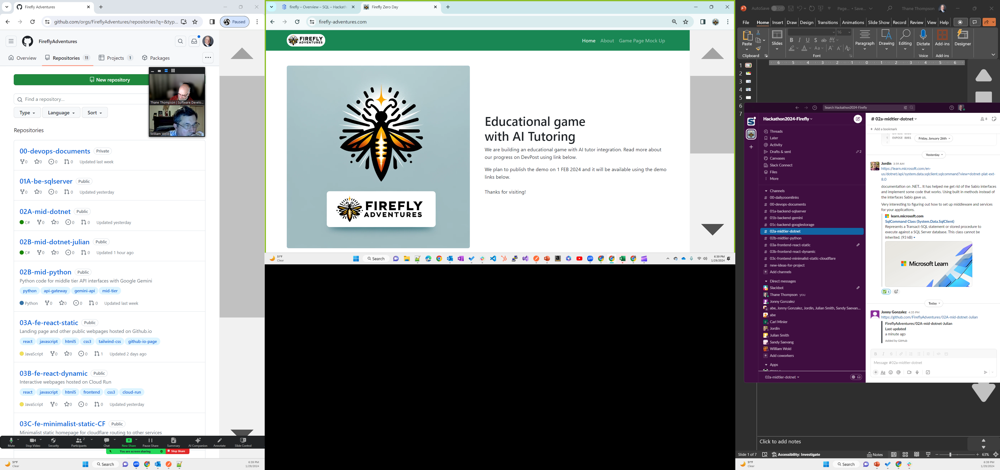 Firefly Adventures
github.com/orgs/FireflyAdventures/repositories?q=&typ...
Paused
FireflyAdventures
Overview
Repositories 11
Projects 1
Packages
New repository
Find a repository...
Type
Language
Sort
Thane Thompson | Software Develo...
William Wold
Repositories
00-devops-documents Private
0 0 0 0 Updated last week
01A-be-sqlserver Public
0 0 0 0 Updated yesterday
02A-mid-dotnet Public
C# 0 0 0 0 Updated yesterday
02B-mid-dotnet-julian Public
C# 0 0 0 0 Updated 1 hour ago
02B-mid-python Public
Python code for middle tier API interfaces with Google Gemini
python api-gateway gemini-api mid-tier
Python 0 0 0 0 Updated last week
03A-fe-react-static Public
Landing page and other public webpages hosted on Github.io
react javascript html5 css3 tailwind-css github-io-page
JavaScript 0 0 0 1 Updated 2 days ago
03B-fe-react-dynamic Public
Interactive webpages hosted on Cloud Run
react javascript html5 frontend css3 cloud-run
JavaScript 0 0 0 0 Updated yesterday
03C-fe-minimalist-static-CF Public
Minimalist static homepage for cloudflare routing to other services
Mute
Stop Video
Security
Participants 2
Chat
New Share
Pause Share
Summary
AI Companion
Annotate
Slide Control
You are screen sharing
Stop Share
51°F
Clear
Search
6:39 PM
1/29/2024
firefly – Overview – SQL – Hackath
Firefly Zero Day
firefly-adventures.com
FIREFLY
ADVENTURES
Home About Game Page Mock Up
FIREFLY
ADVENTURES
Educational game
with AI Tutoring
We are building an educational game with AI tutor integration. Read more about
our progress on DevPost using link below.
We plan to publish the demo on 1 FEB 2024 and it will be available using the demo
links below.
Thanks for visiting!
51°F
Clear
Search
6:39 PM
1/29/2024
AutoSave Off
Page... • Save...
Thane Thompson
File Home Insert Draw Design Transitions Animations Slide Show Record Review View Help
Paste
Slides
16
Paragraph
Drawing
Editing
Dictate
Add-ins
Designer
Clipboard
Font
Voice
Add-ins
6 5 4 3 2 1 0 1 2 3 4 5 6
1
2
3
4
5
6
7
Search Hackathon2024-Firefly
Hackathon2024-Firefly
Threads
Later
Activity
Drafts & sent 2
Canvases
Slack Connect
Files
More
Channels
# 00-dailyzoomlinks
# 00-devops-documents
# 01a-backend-sqlserver
# 01b-backend-gemini
# 01c-backend-googlestorage
# 02a-midtier-dotnet
# 02b-midtier-python
# 03a-frontend-react-static
# 03b-frontend-react-dynamic
# 03c-frontend-minimalist-static-cloudflare
# new-ideas-for-project
+ Add channels
Direct messages
Slackbot
Thane Thompson you
Jonny Gonzalez
abe, Jonny Gonzalez, Jordin, Julian Smith, Sandy Saevan...
abe
Carl Minier
Jordin
Julian Smith
Sandy Saevang
William Wold
+ Add coworkers
Apps
02a-midtier-dotnet
# 02a-midtier-dotnet
8
+ Add a bookmark
5 EXPOSE 8081
Friday, January 26th
Yesterday
Jordin 3:59 AM
https://learn.microsoft.com/en-
us/dotnet/api/system.data.sqlclient.sqlcommand?view=dotnet-plat-ext-
8.0
documentation on .NET... It has helped me get rid of the Sabio interfaces
and implement some code that works. Using built in methods instead of
the interfaces Sabio gave us.
Very interesting to figuring out how to set up middleware and services
for your applications.
learn.microsoft.com
SqlCommand Class (System.Data.SqlClient)
Represents a Transact-SQL statement or stored procedure to
execute against a SQL Server database. This class cannot be
inherited. (93 kB)
Microsoft Learn
1
Today
Jonny Gonzalez 4:35 PM
https://github.com/FireflyAdventures/02A-mid-dotnet-Julian
FireflyAdventures/02A-mid-dotnet-Julian
Last updated
a minute ago
Added by GitHub
Message #02a-midtier-dotnet
Click to add notes
Slide 1 of 7
Accessibility: Investigate
Notes
63%
51°F
Clear
Search
6:39 PM
1/29/2024